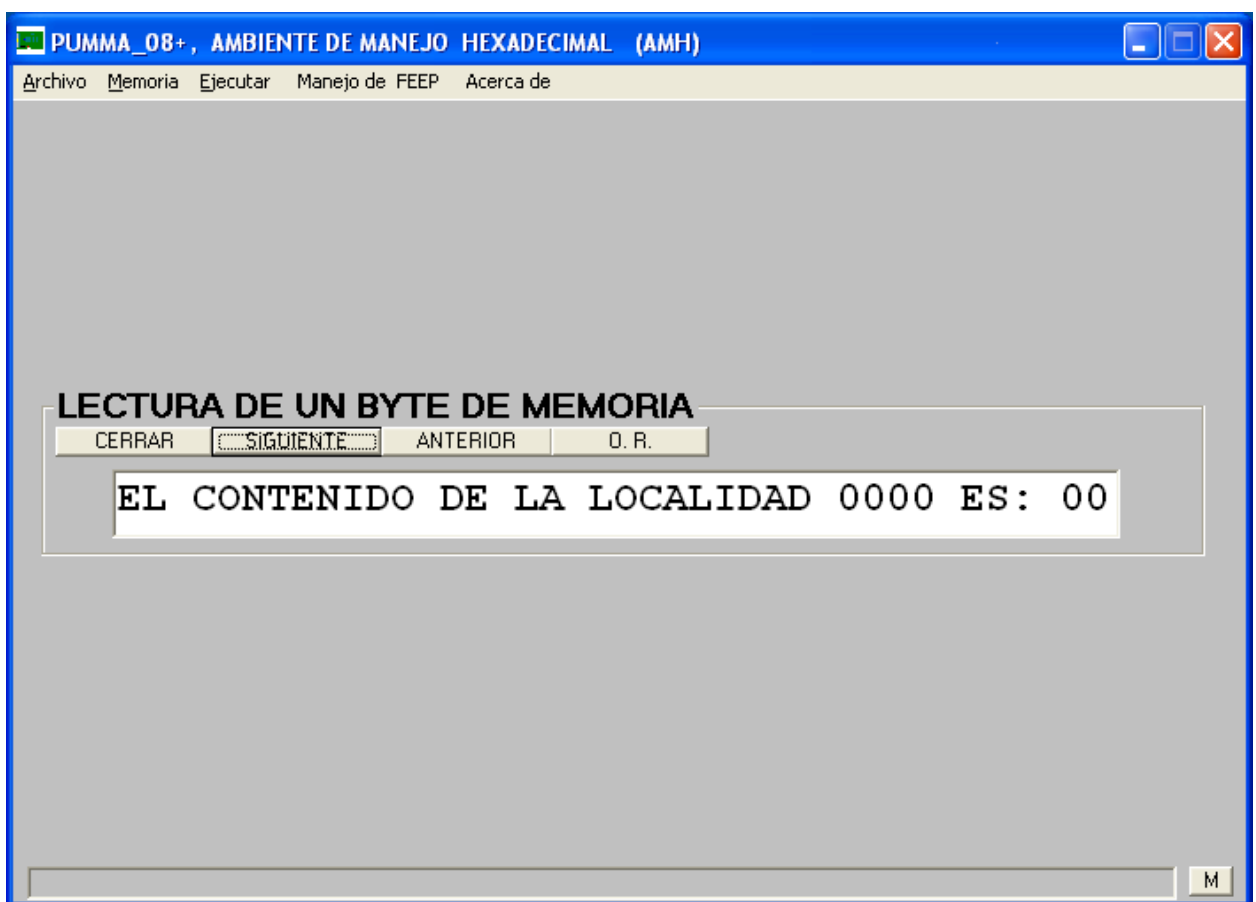 PUMMA_08+, AMBIENTE DE MANEJO HEXADECIMAL (AMH)
Archivo Memoria Ejecutar Manejo de FEEP Acerca de
LECTURA DE UN BYTE DE MEMORIA
CERRAR SIGUIENTE ANTERIOR O. R.
EL CONTENIDO DE LA LOCALIDAD 0000 ES: 00
M